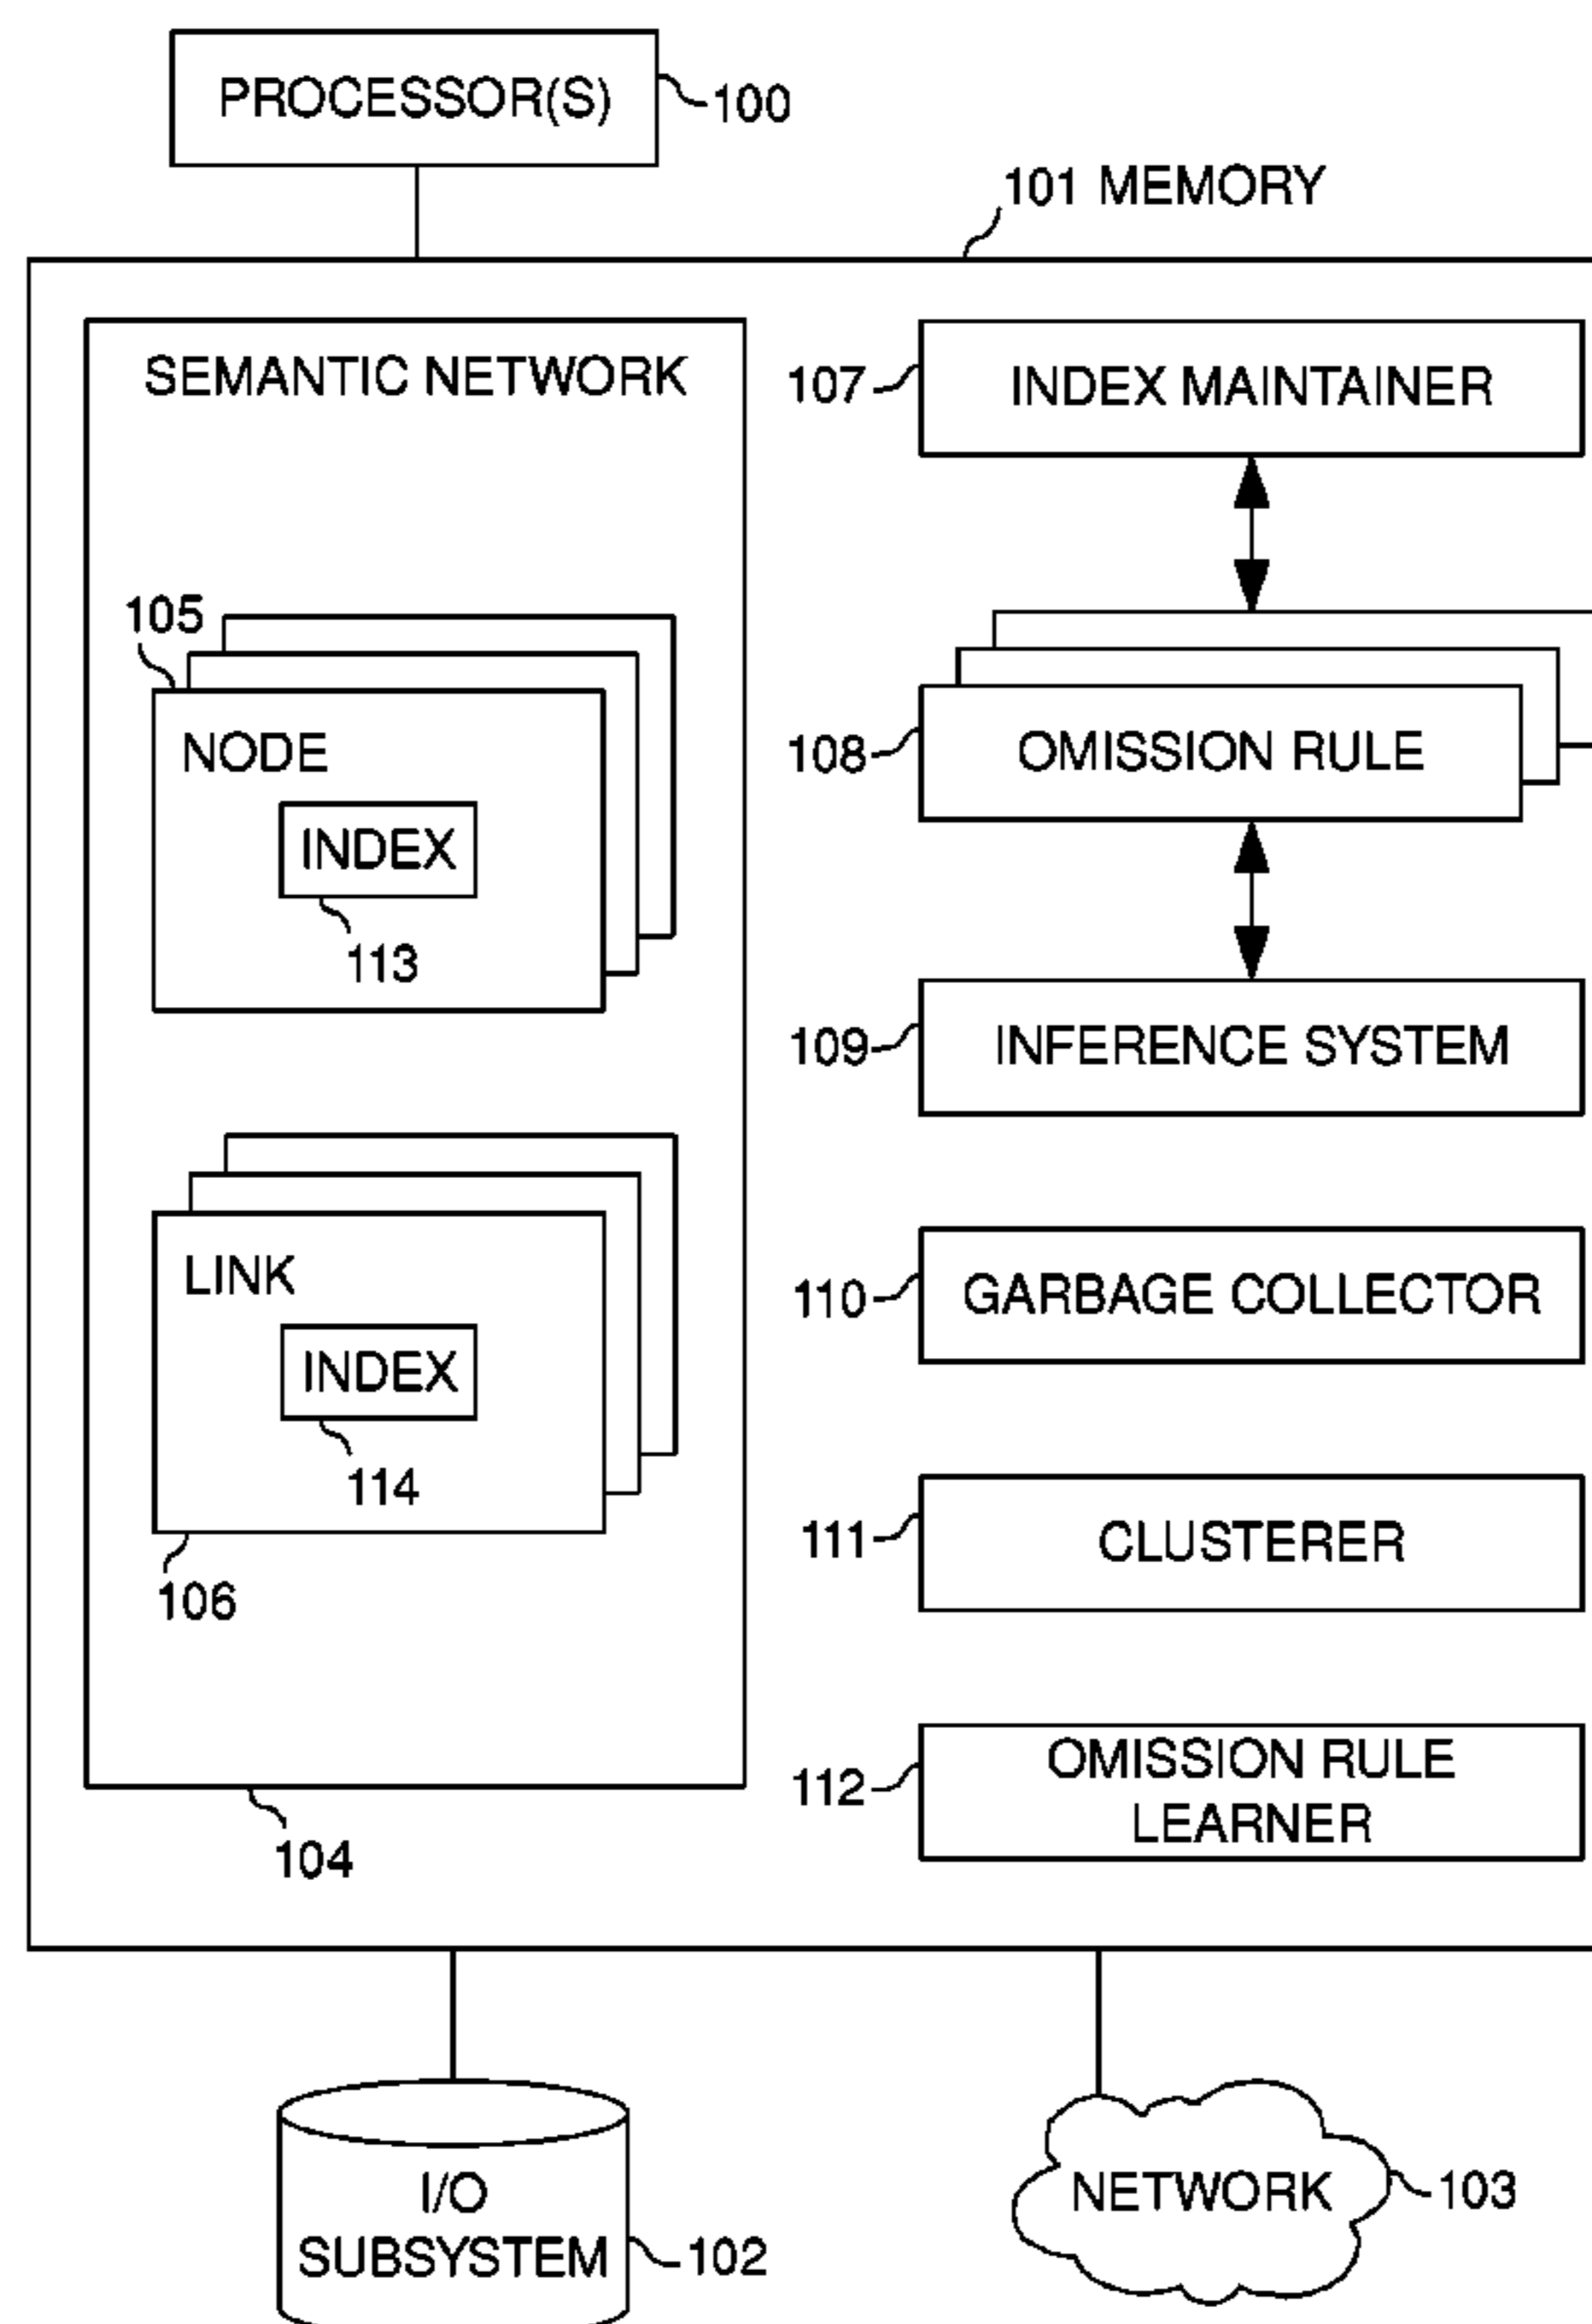 PROCESSOR(S)
100
101 MEMORY
SEMANTIC NETWORK
105
NODE
INDEX
113
LINK
INDEX
114
106
104
107
INDEX MAINTAINER
108
OMISSION RULE
109
INFERENCE SYSTEM
110
GARBAGE COLLECTOR
111
CLUSTERER
112
OMISSION RULE
LEARNER
I/O
SUBSYSTEM
102
NETWORK
103